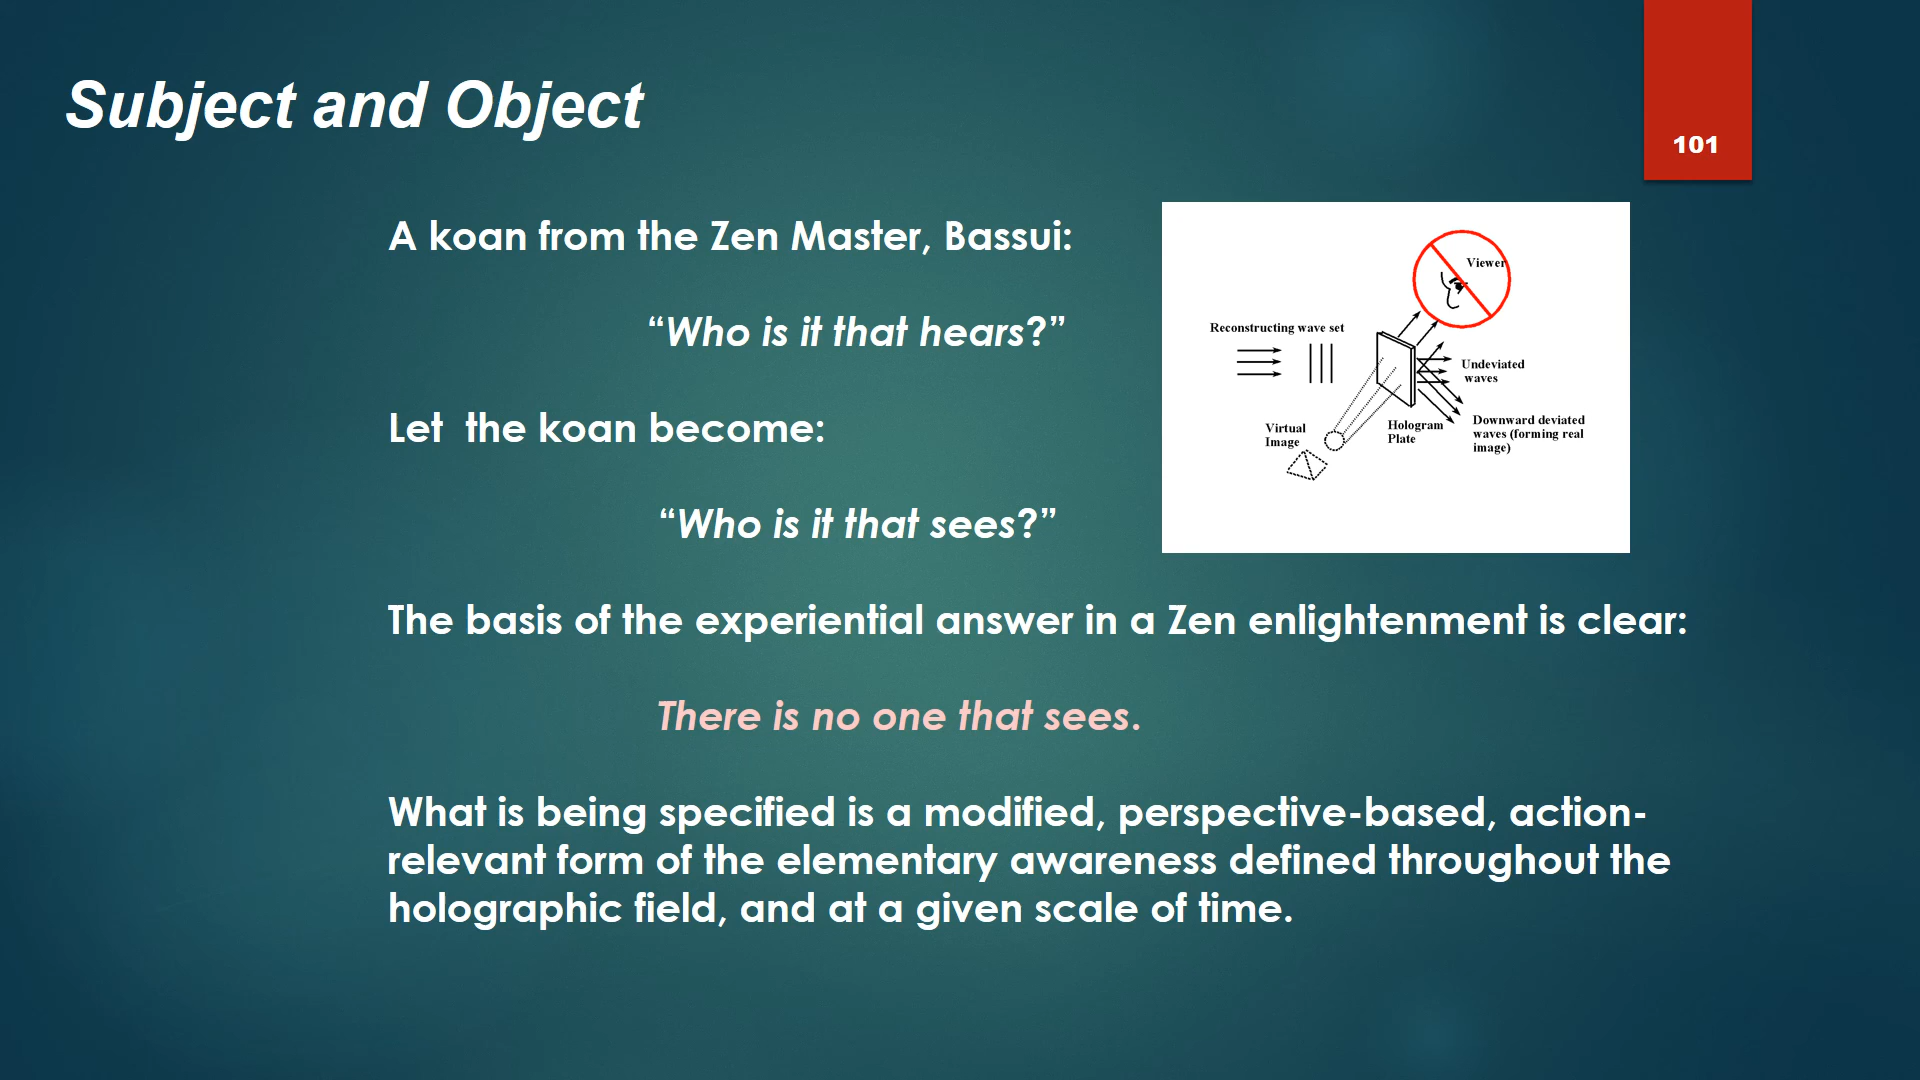 Subject and Object
101
A koan from the Zen Master, Bassui:
“Who is it that hears?”
Let the koan become:
“Who is it that sees?”
Viewer
Reconstructing wave set
Undeviated
waves
Downward deviated
waves (forming real
image)
Hologram
Plate
Virtual
Image
The basis of the experiential answer in a Zen enlightenment is clear:
There is no one that sees.
What is being specified is a modified, perspective-based, action-
relevant form of the elementary awareness defined throughout the
holographic field, and at a given scale of time.